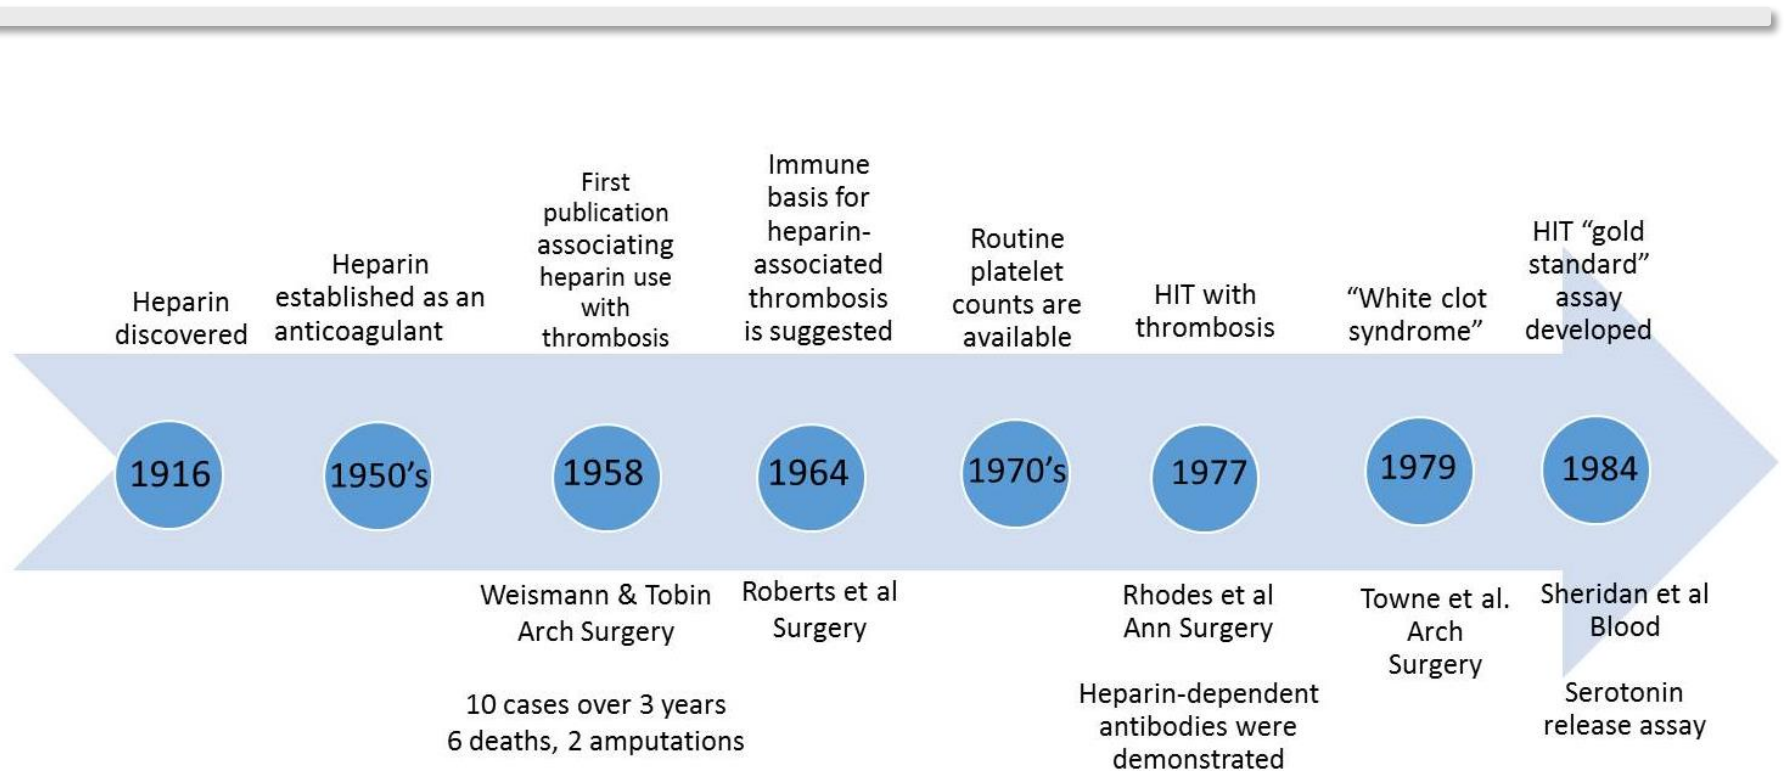 Heparin
discovered
1916
Heparin
established as an
anticoagulant
1950's
First
publication
associating
heparin use
with
thrombosis
1958
Weismann & Tobin
Arch Surgery
10 cases over 3 years
6 deaths, 2 amputations
Immune
basis for
heparin-
associated
thrombosis
is suggested
1964
Roberts et al
Surgery
Routine
platelet
counts are
available
1970's
HIT with
thrombosis
1977
Rhodes et al
Ann Surgery
Heparin-dependent
antibodies were
demonstrated
“White clot
syndrome”
1979
Towne et al.
Arch
Surgery
HIT “gold
standard”
assay
developed
1984
Sheridan et al
Blood
Serotonin
release assay